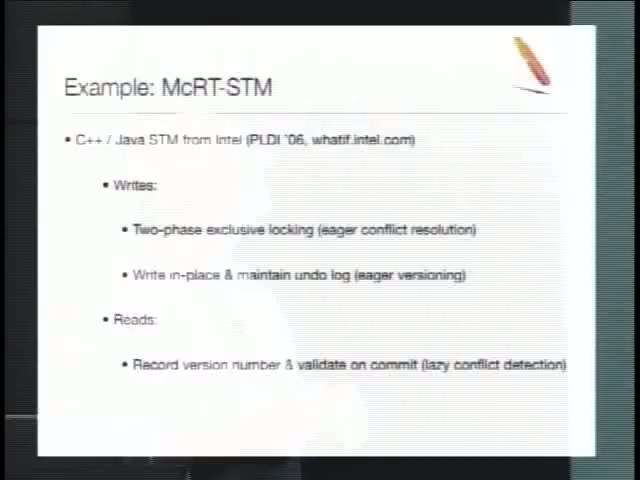 Example: McRT-STM
• C++ / Java STM from Intel (PLDI '06, whatif.intel.com)
• Writes:
• Two-phase exclusive locking (eager conflict resolution)
• Write in-place & maintain undo log (eager versioning)
• Reads:
• Record version number & validate on commit (lazy conflict detection)